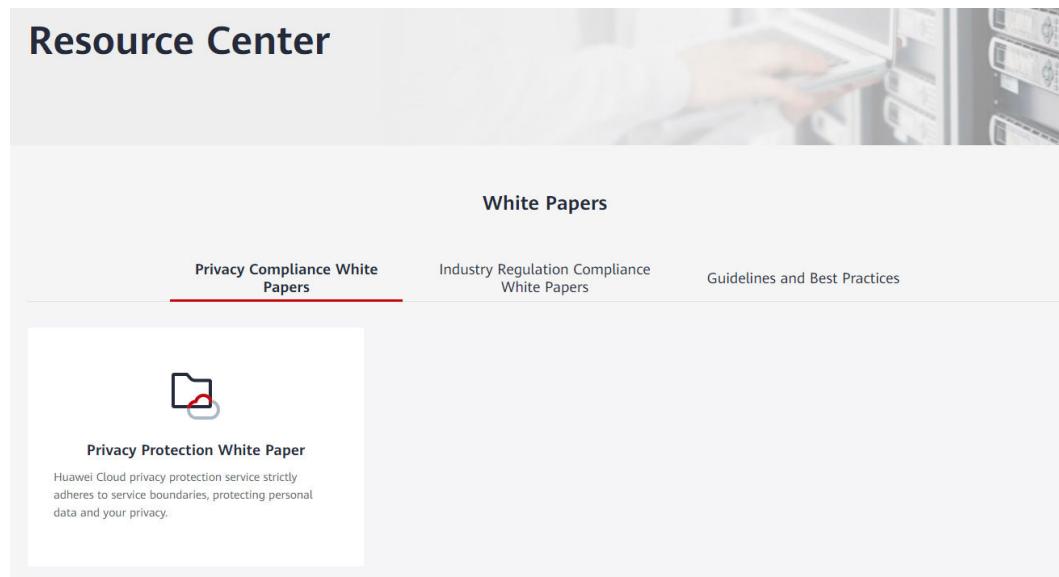 Resource Center
White Papers
Privacy Compliance White
Papers
Industry Regulation Compliance
White Papers
Guidelines and Best Practices
Privacy Protection White Paper
Huawei Cloud privacy protection service strictly
adheres to service boundaries, protecting personal
data and your privacy.